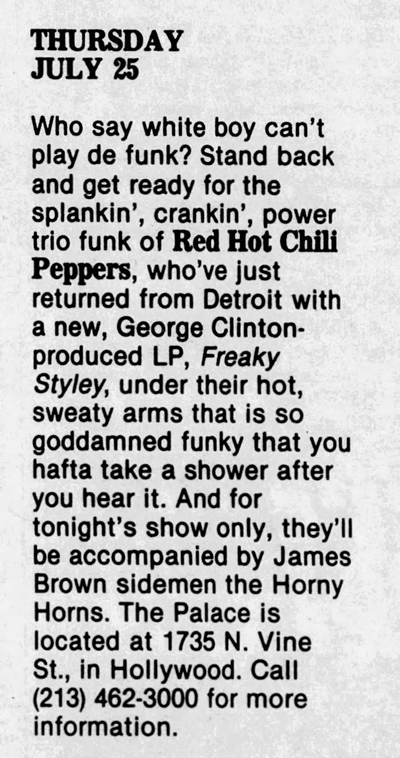 THURSDAY
JULY 25
Who say white boy can't
play de funk? Stand back
and get ready for the
splankin', crankin', power
trio funk of Red Hot Chili
Peppers, who've just
returned from Detroit with
a new, George Clinton-
produced LP, Freaky
Styley, under their hot,
sweaty arms that is so
goddamned funky that you
hafta take a shower after
you hear it. And for
tonight's show only, they'll
be accompanied by James
Brown sidemen the Horny
Horns. The Palace is
located at 1735 N. Vine
St., in Hollywood. Call
(213) 462-3000 for more
information.